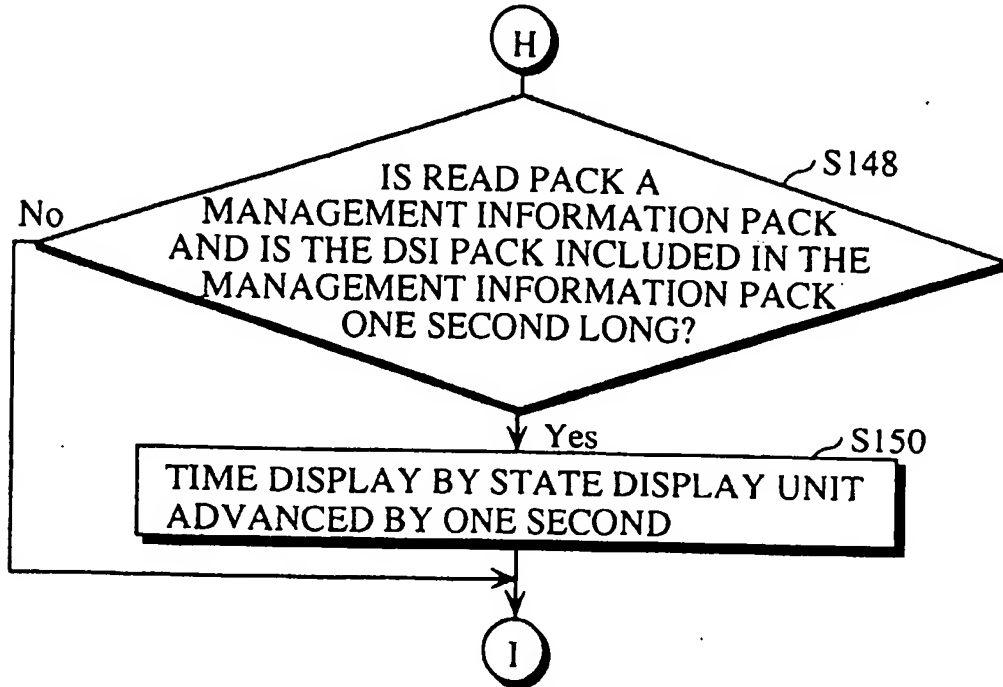 H
S148
IS READ PACK A
MANAGEMENT INFORMATION PACK
AND IS THE DSI PACK INCLUDED IN THE
MANAGEMENT INFORMATION PACK
ONE SECOND LONG?
No
Yes
S150
TIME DISPLAY BY STATE DISPLAY UNIT
ADVANCED BY ONE SECOND
I